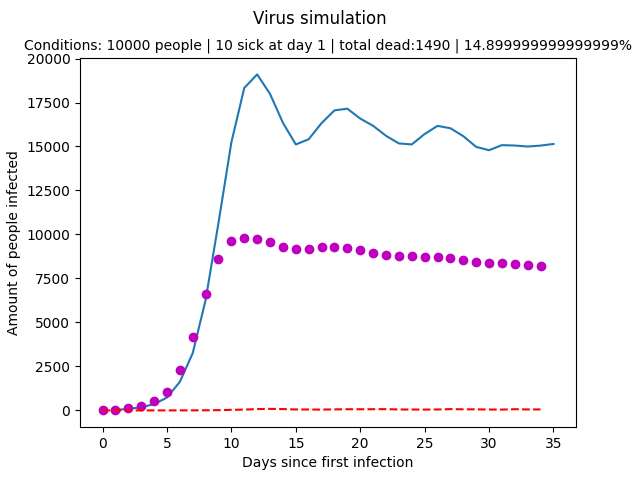 Virus simulation
Conditions: 10000 people | 10 sick at day 1 | total dead:1490 | 14.899999999999999%
Amount of people infected
20000
17500
15000
12500
10000
7500
5000
2500
0
0 5 10 15 20 25 30 35
Days since first infection